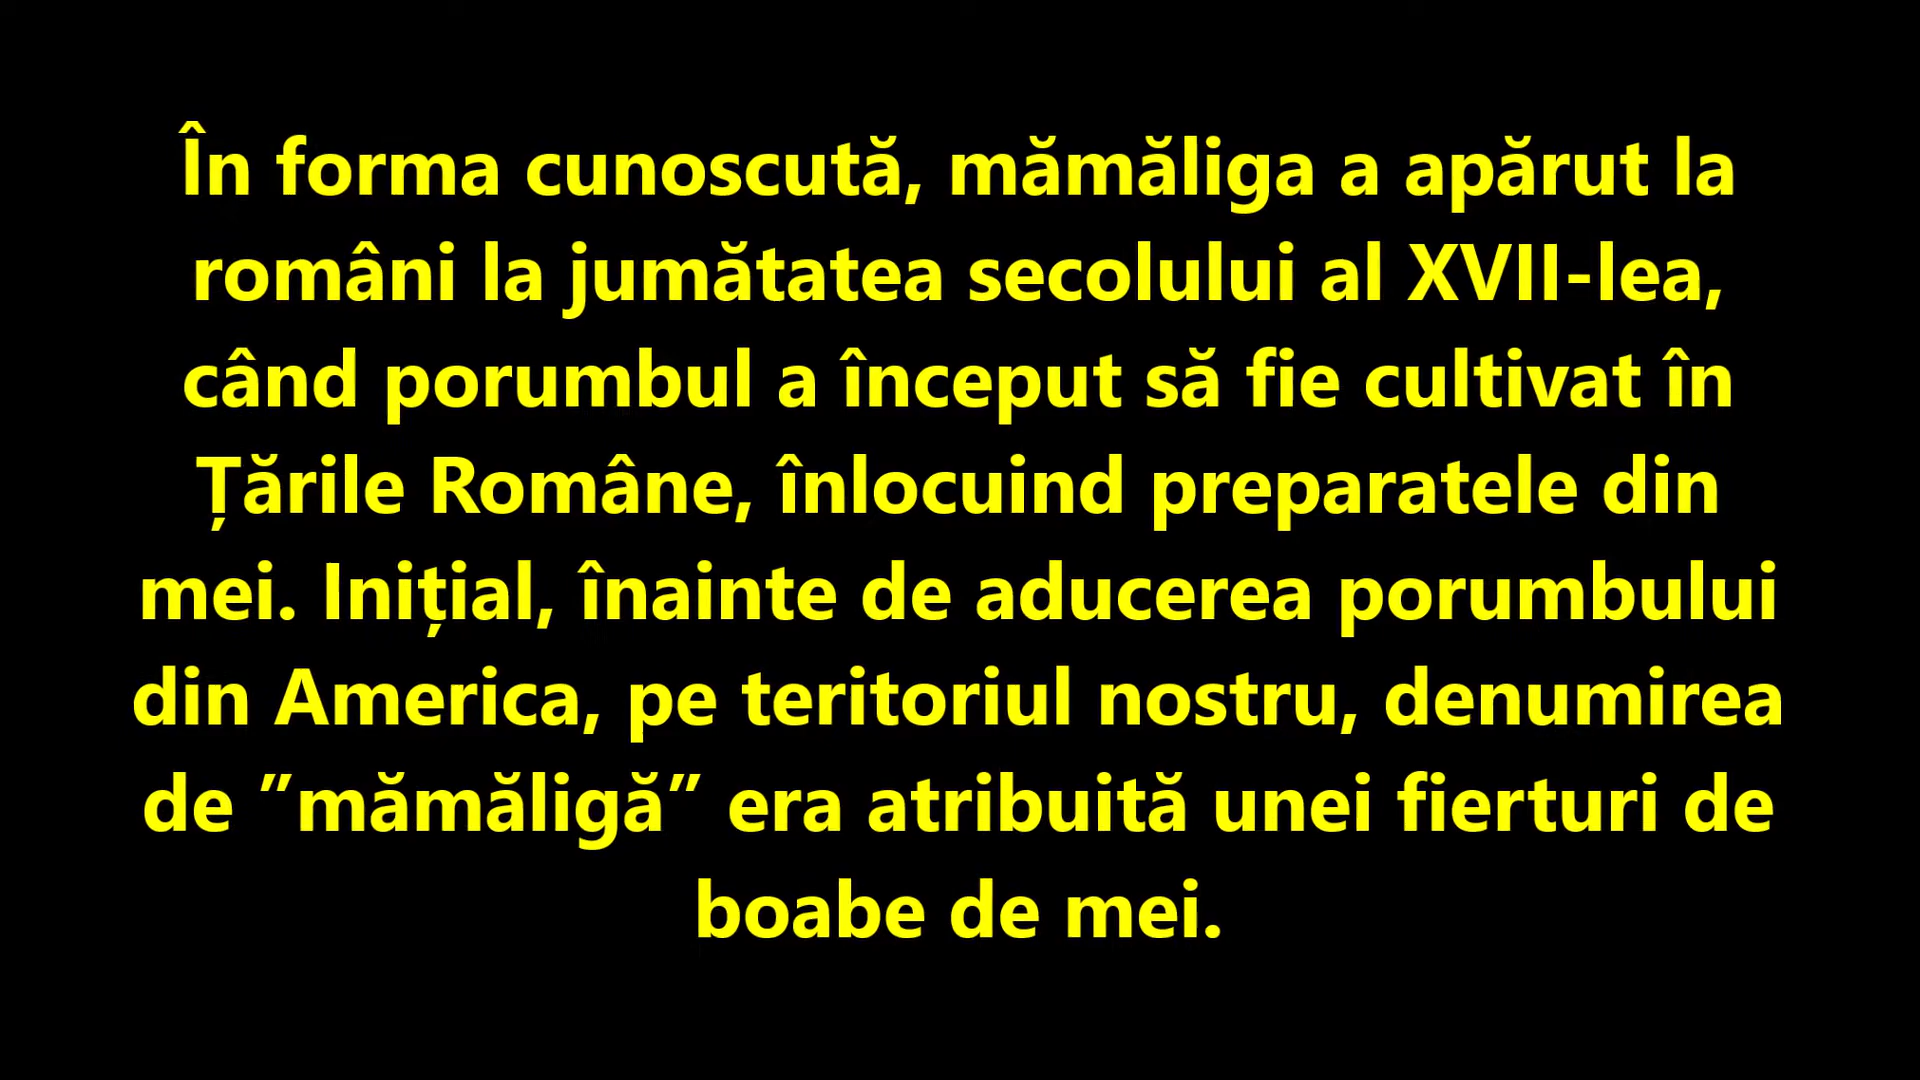 În forma cunoscută, mămăliga a apărut la
români la jumătatea secolului al XVII-lea,
când porumbul a început să fie cultivat în
Țările Române, înlocuind preparatele din
mei. Inițial, înainte de aducerea porumbului
din America, pe teritoriul nostru, denumirea
de ”mămăligă” era atribuită unei fierturi de
boabe de mei.